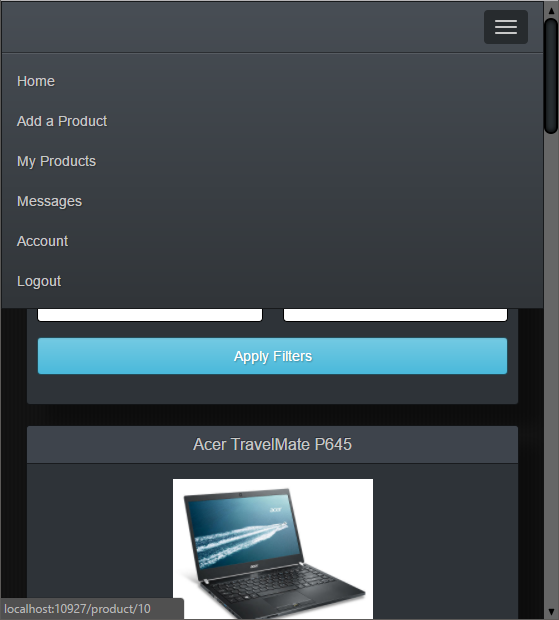 Home
Add a Product
My Products
Messages
Account
Logout
Apply Filters
Acer TravelMate P645
localhost:10927/product/10